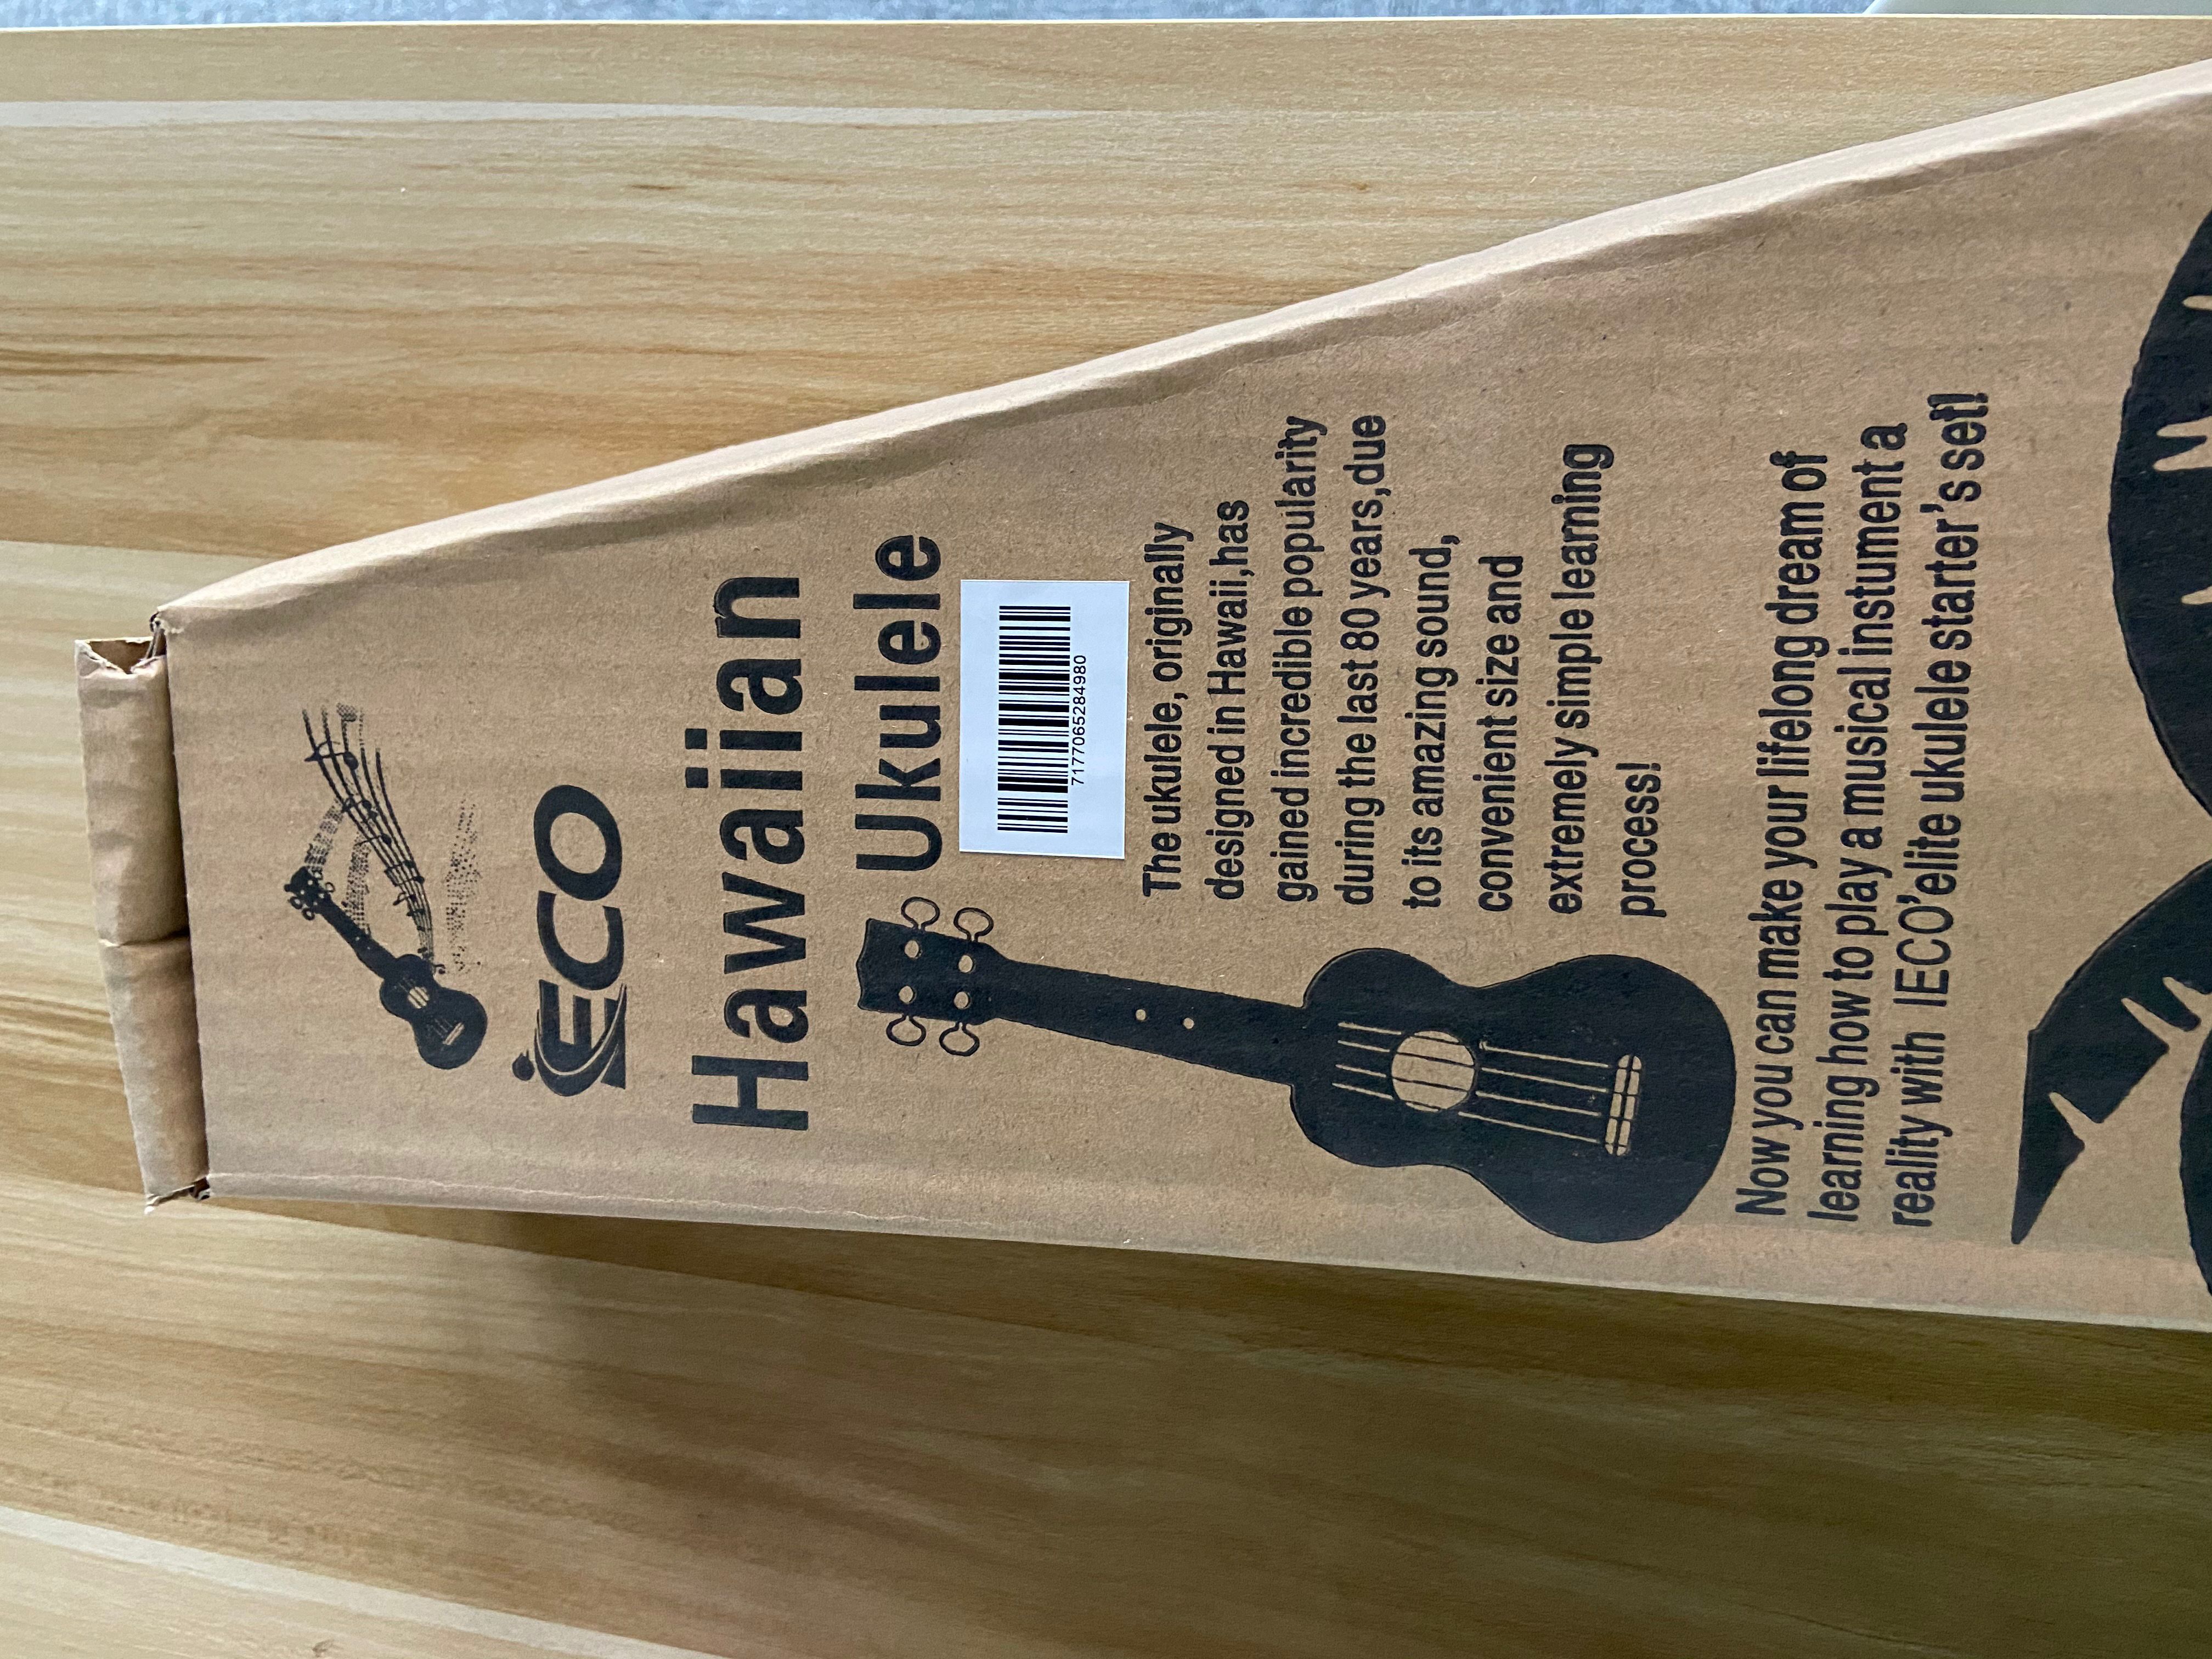 IECO
Hawaiian
Ukulele
7177065284980
The ukulele, originally
designed in Hawaii,has
gained incredible popularity
during the last 80 years,due
to its amazing sound,
convenient size and
extremely simple learning
process!
Now you can make your lifelong dream of
learning how to play a musical instument a
reality with IECO'elite ukulele starter's set!